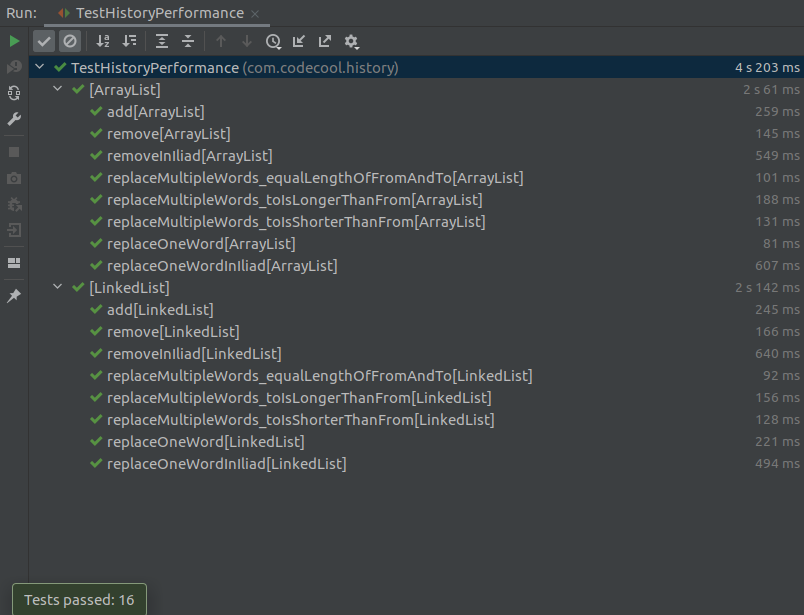 Run: TestHistoryPerformance
TestHistoryPerformance (com.codecool.history) 4 s 203 ms
[ArrayList] 2 s 61 ms
add[ArrayList] 259 ms
remove[ArrayList] 145 ms
removeInIliad[ArrayList] 549 ms
replaceMultipleWords_equalLengthOfFromAndTo[ArrayList] 101 ms
replaceMultipleWords_toIsLongerThanFrom[ArrayList] 188 ms
replaceMultipleWords_toIsShorterThanFrom[ArrayList] 131 ms
replaceOneWord[ArrayList] 81 ms
replaceOneWordInIliad[ArrayList] 607 ms
[LinkedList] 2 s 142 ms
add[LinkedList] 245 ms
remove[LinkedList] 166 ms
removeInIliad[LinkedList] 640 ms
replaceMultipleWords_equalLengthOfFromAndTo[LinkedList] 92 ms
replaceMultipleWords_toIsLongerThanFrom[LinkedList] 156 ms
replaceMultipleWords_toIsShorterThanFrom[LinkedList] 128 ms
replaceOneWord[LinkedList] 221 ms
replaceOneWordInIliad[LinkedList] 494 ms
Tests passed: 16